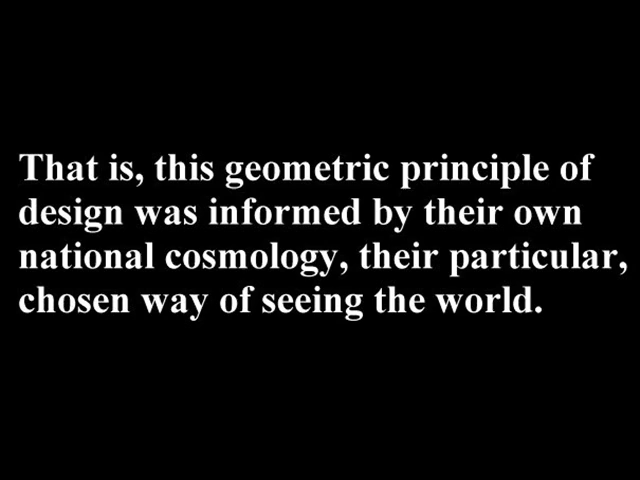 That is, this geometric principle of
design was informed by their own
national cosmology, their particular,
chosen way of seeing the world.